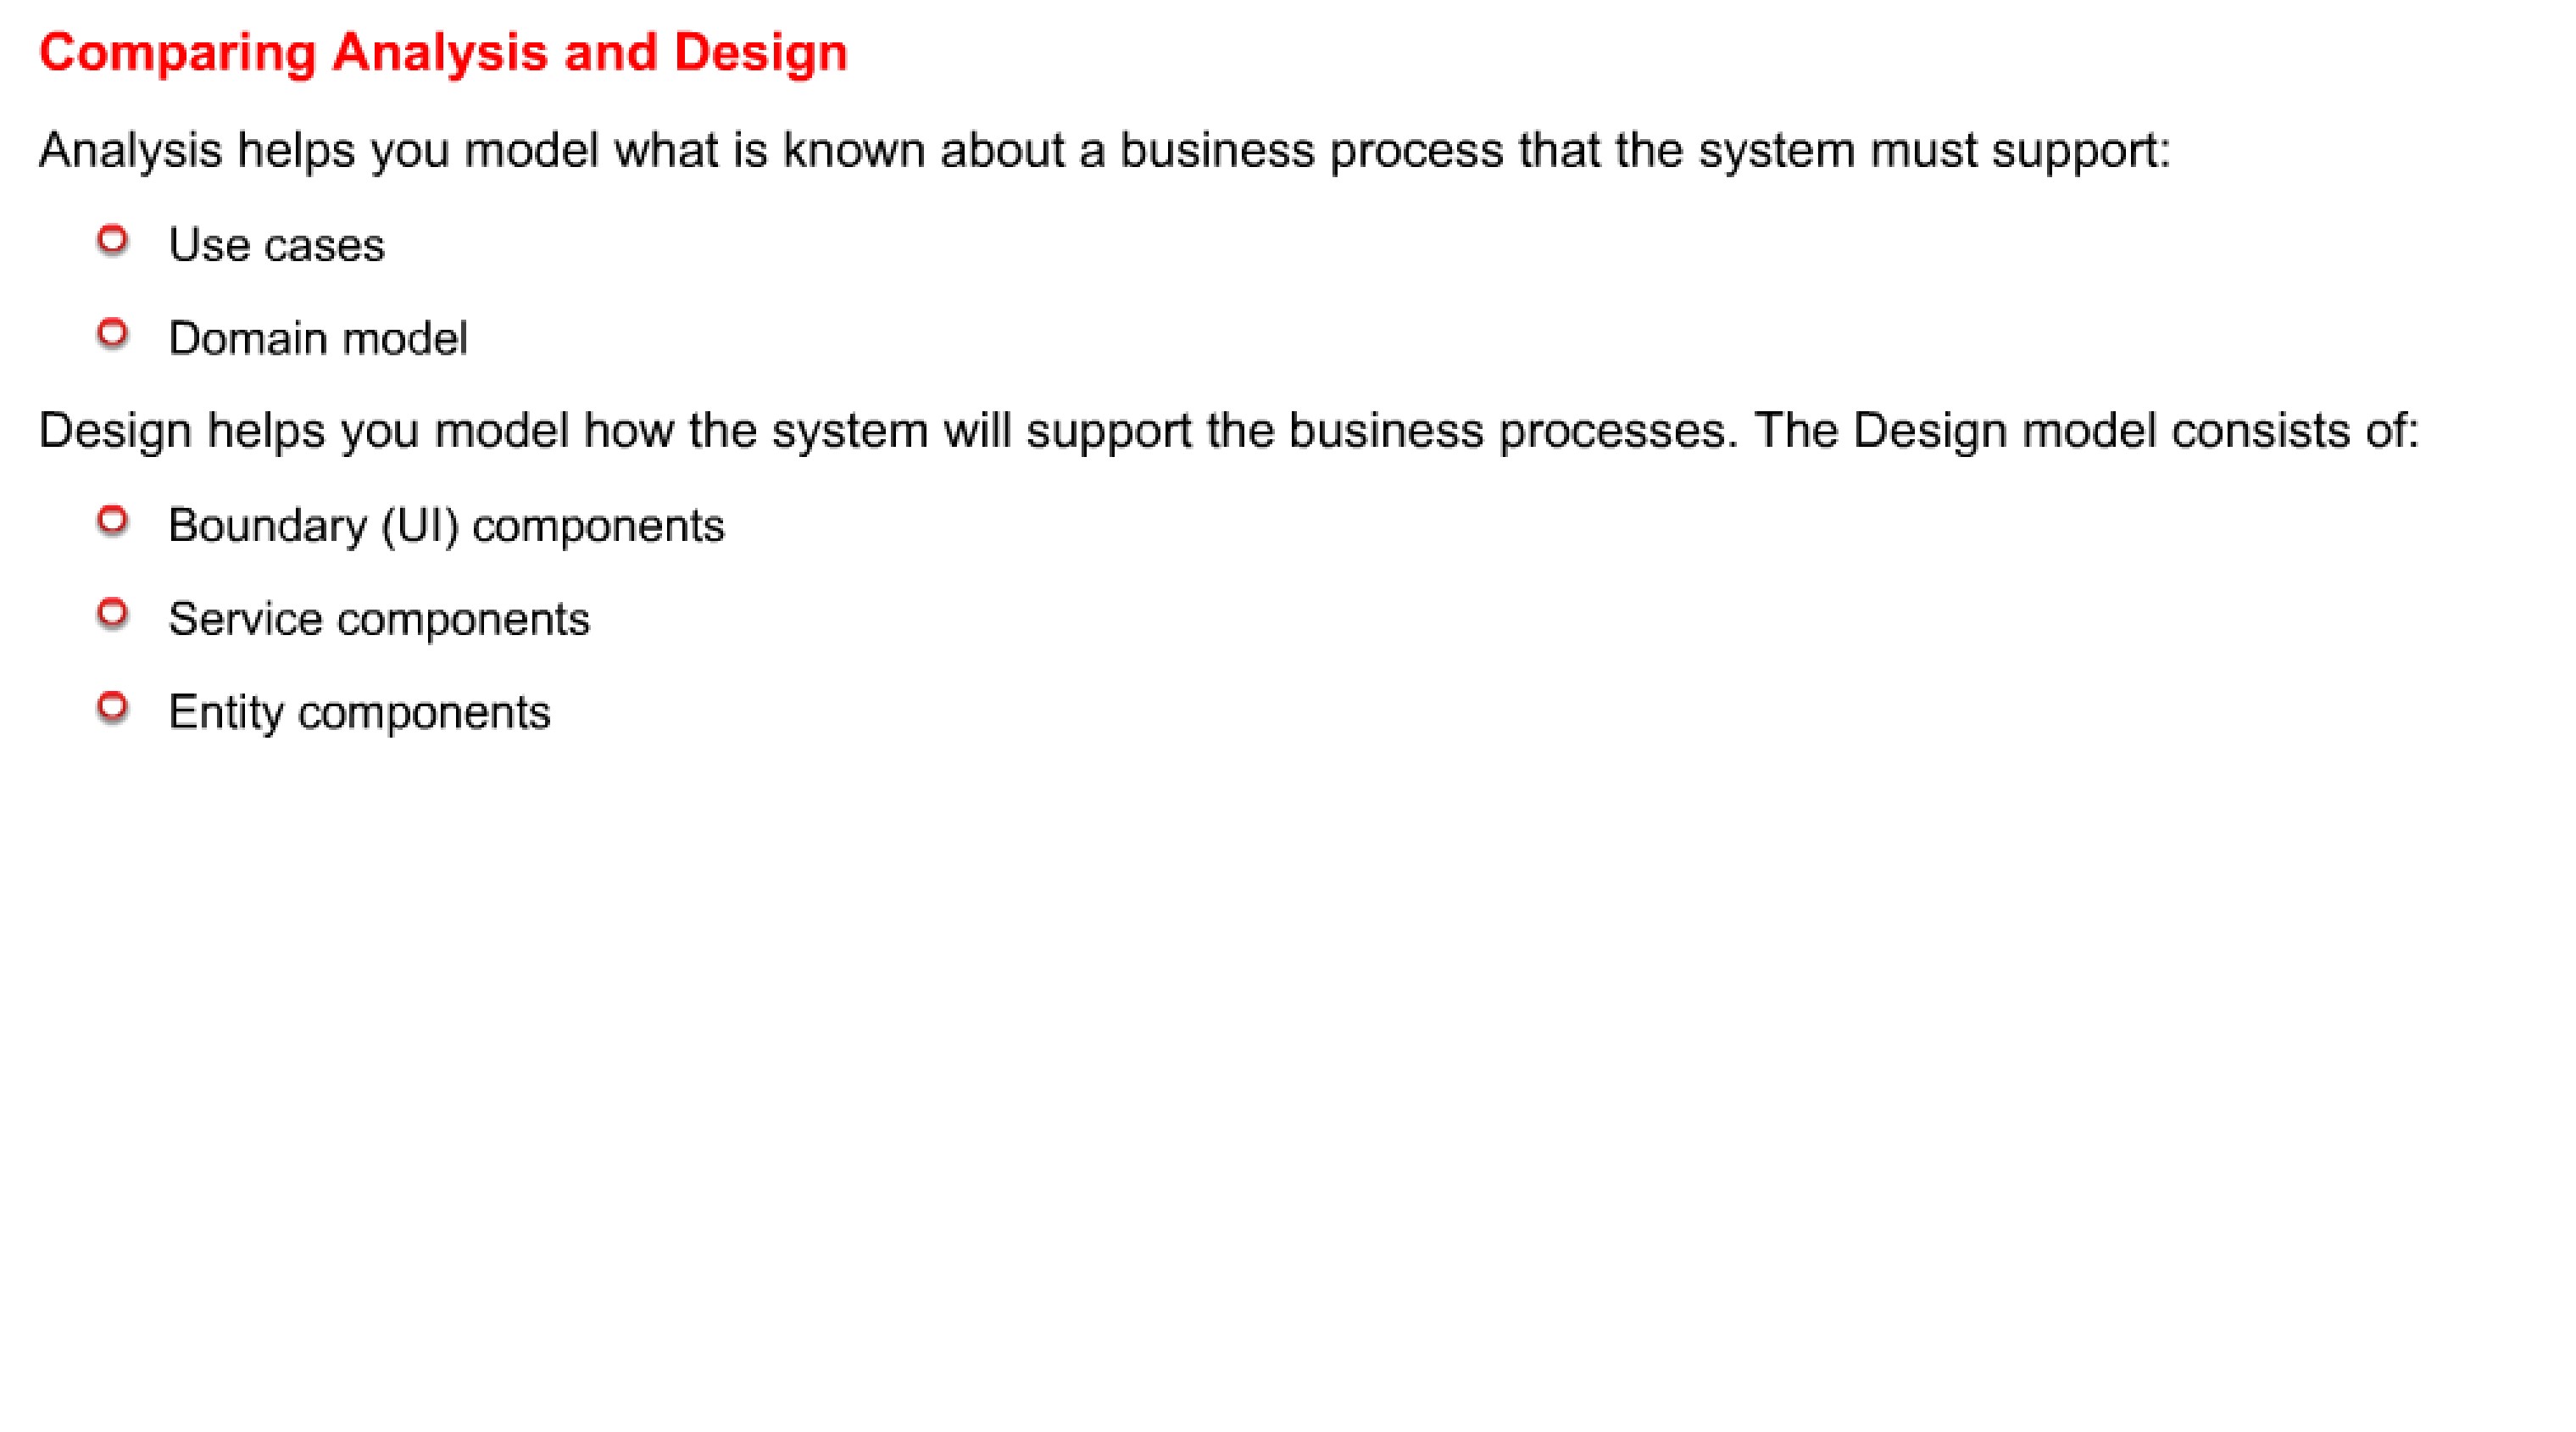 Comparing Analysis and Design
Analysis helps you model what is known about a business process that the system must support:
Use cases
Domain model
Design helps you model how the system will support the business processes. The Design model consists of:
Boundary (UI) components
Service components
Entity components